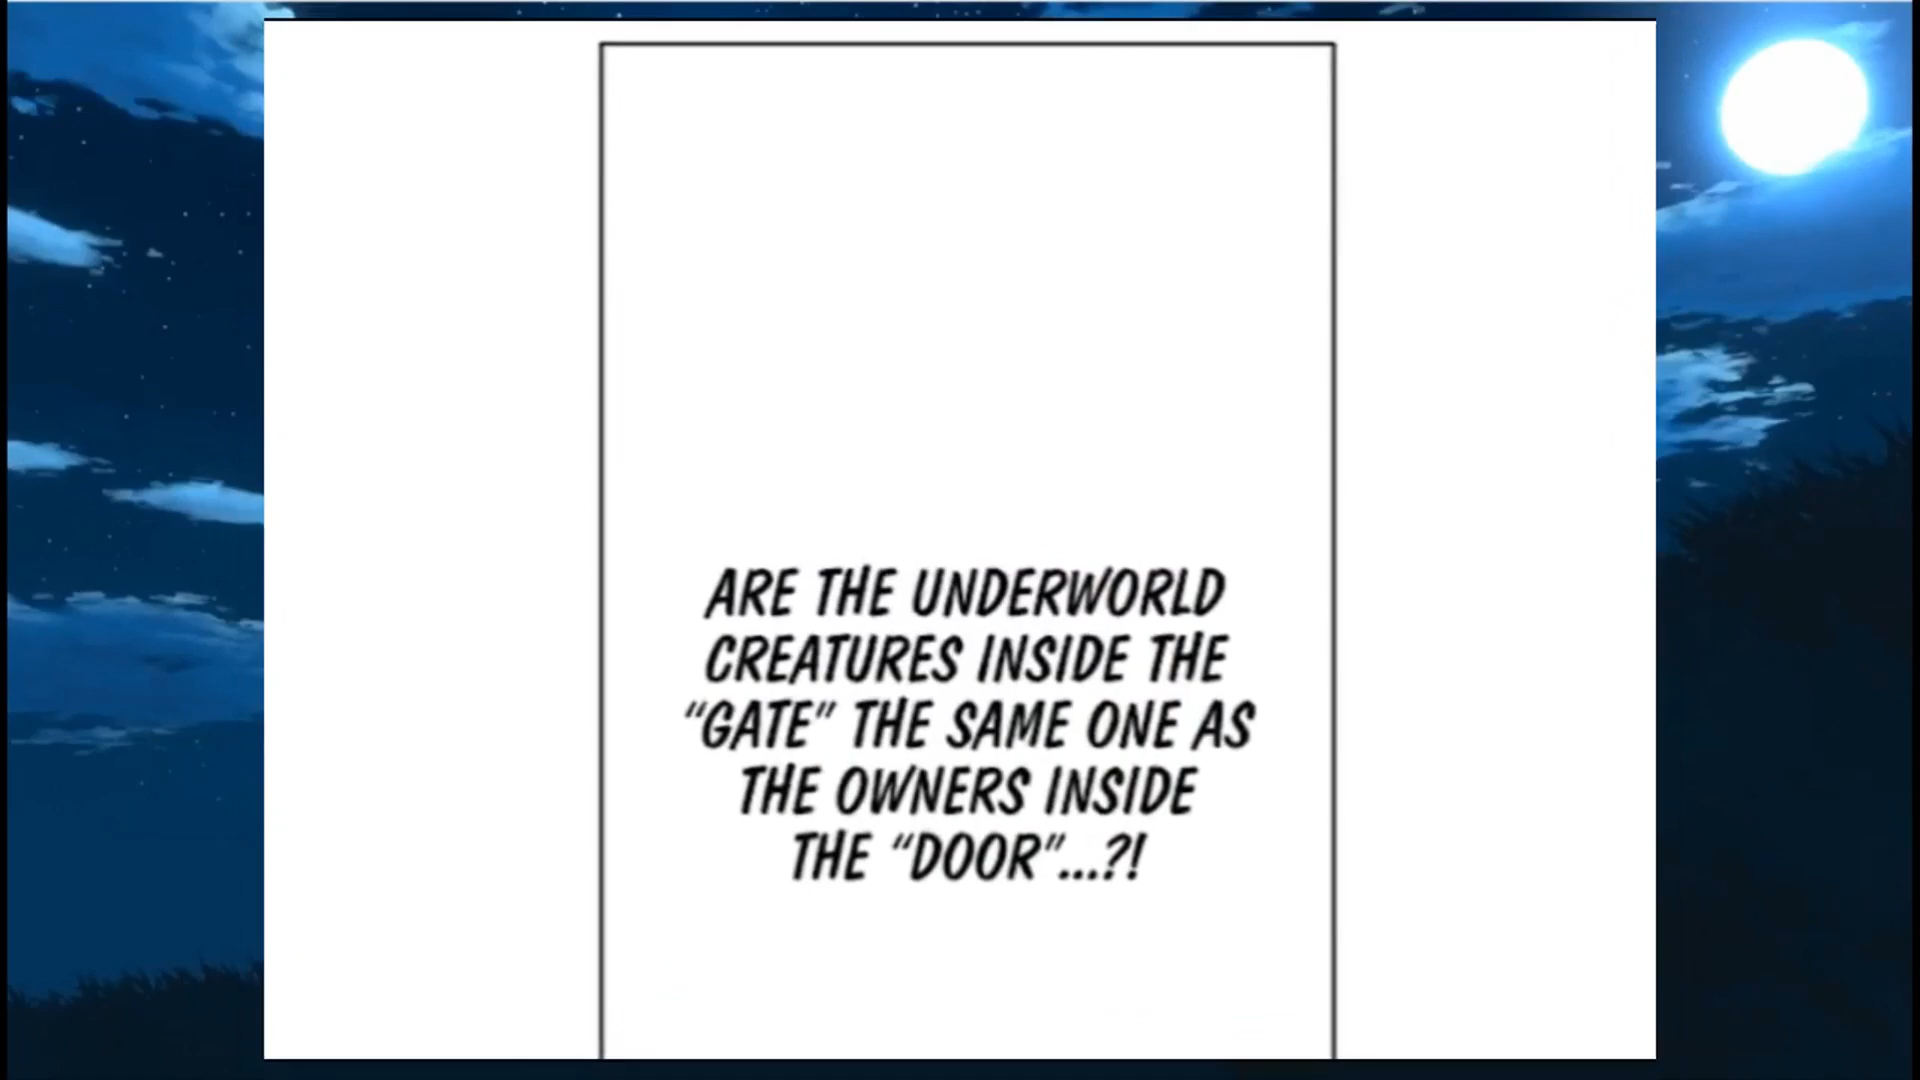 ARE THE UNDERWORLD
CREATURES INSIDE THE
“GATE” THE SAME ONE AS
THE OWNERS INSIDE
THE “DOOR”...?!